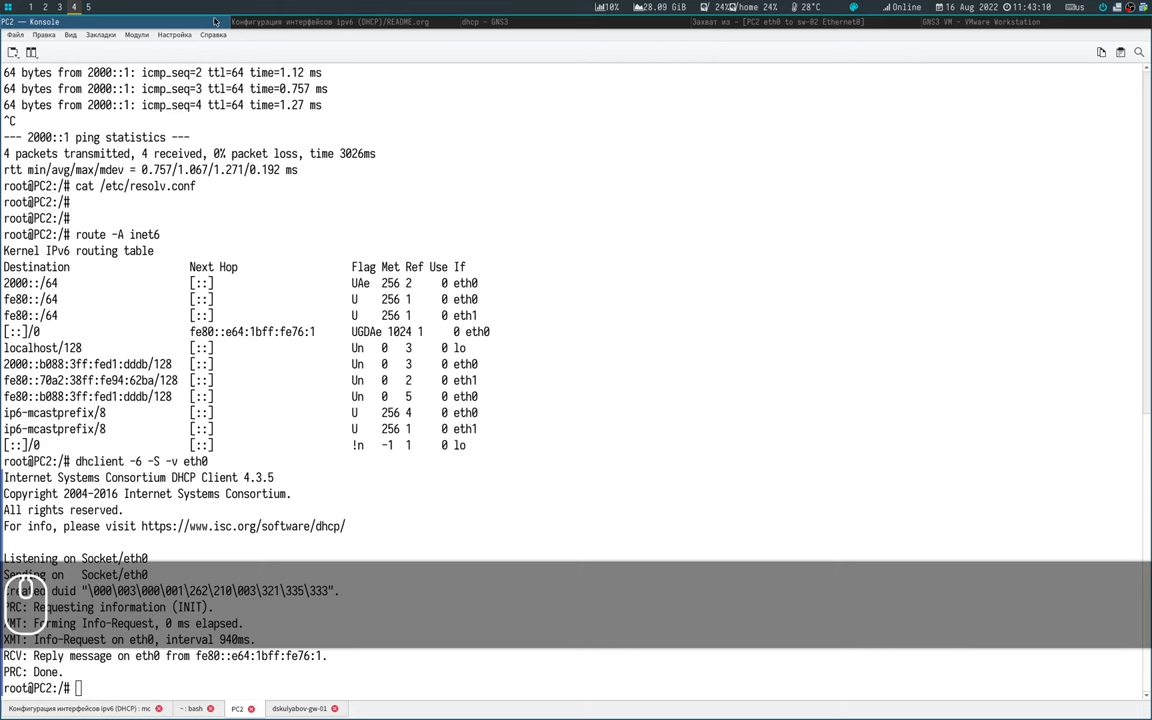 1 2 3 4 5 10% 28.09 GiB 24% home 24% 28°C Online 16 Aug 2022 11:43:10 us
PC2 — Konsole Конфигурация интерфейсов ipv6 (DHCP)/README.org dhcp - GNS3 Захват из - [PC2 eth0 to sw-02 Ethernet0] GNS3 VM - VMware Workstation
Файл Правка Вид Закладки Модули Настройка Справка
64 bytes from 2000::1: icmp_seq=2 ttl=64 time=1.12 ms
64 bytes from 2000::1: icmp_seq=3 ttl=64 time=0.757 ms
64 bytes from 2000::1: icmp_seq=4 ttl=64 time=1.27 ms
^C
--- 2000::1 ping statistics ---
4 packets transmitted, 4 received, 0% packet loss, time 3026ms
rtt min/avg/max/mdev = 0.757/1.067/1.271/0.192 ms
root@PC2:/# cat /etc/resolv.conf
root@PC2:/#
root@PC2:/#
root@PC2:/# route -A inet6
Kernel IPv6 routing table
Destination Next Hop Flag Met Ref Use If
2000::/64 [::] UAe 256 2 0 eth0
fe80::/64 [::] U 256 1 0 eth0
fe80::/64 [::] U 256 1 0 eth1
[::]/0 fe80::e64:1bff:fe76:1 UGDAe 1024 1 0 eth0
localhost/128 [::] Un 0 3 0 lo
2000::b088:3ff:fed1:dddb/128 [::] Un 0 3 0 eth0
fe80::70a2:38ff:fe94:62ba/128 [::] Un 0 2 0 eth1
fe80::b088:3ff:fed1:dddb/128 [::] Un 0 5 0 eth0
ip6-mcastprefix/8 [::] U 256 4 0 eth0
ip6-mcastprefix/8 [::] U 256 1 0 eth1
[::]/0 [::] !n -1 1 0 lo
root@PC2:/# dhclient -6 -S -v eth0
Internet Systems Consortium DHCP Client 4.3.5
Copyright 2004-2016 Internet Systems Consortium.
All rights reserved.
For info, please visit https://www.isc.org/software/dhcp/
Listening on Socket/eth0
Sending on Socket/eth0
Created duid "\000\003\000\001\262\210\003\321\335\333".
PRC: Requesting information (INIT).
XMT: Forming Info-Request, 0 ms elapsed.
XMT: Info-Request on eth0, interval 940ms.
RCV: Reply message on eth0 from fe80::e64:1bff:fe76:1.
PRC: Done.
root@PC2:/#
Конфигурация интерфейсов ipv6 (DHCP) : mc ~ : bash PC2 dskulyabov-gw-01